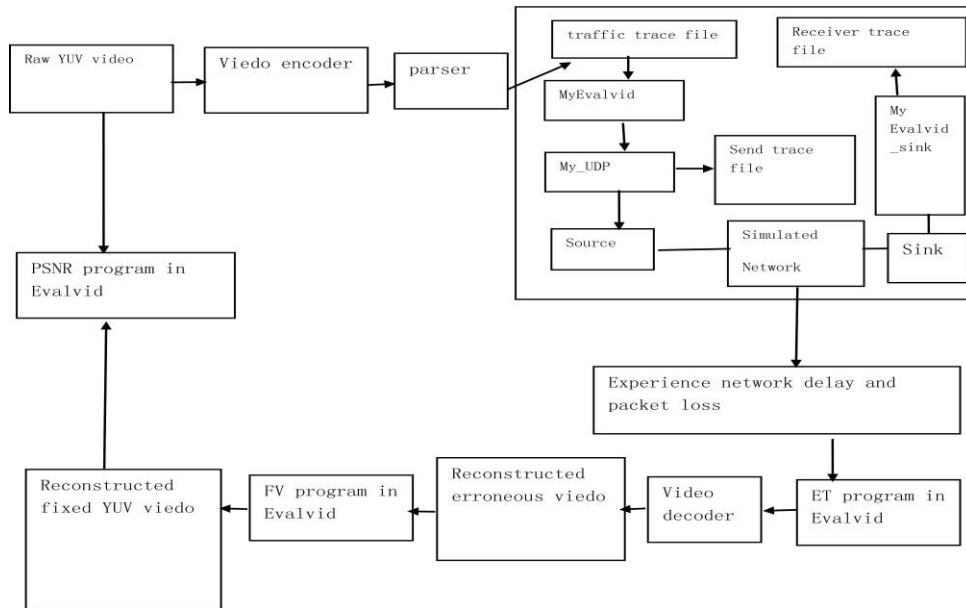 Raw YUV video
Viedo encoder
parser
traffic trace file
Receiver trace
file
MyEvalvid
My
Evalvid
_sink
My_UDP
Send trace
file
Source
Simulated
Network
Sink
PSNR program in
Evalvid
Experience network delay and
packet loss
Reconstructed
fixed YUV viedo
FV program in
Evalvid
Reconstructed
erroneous viedo
Video
decoder
ET program in
Evalvid